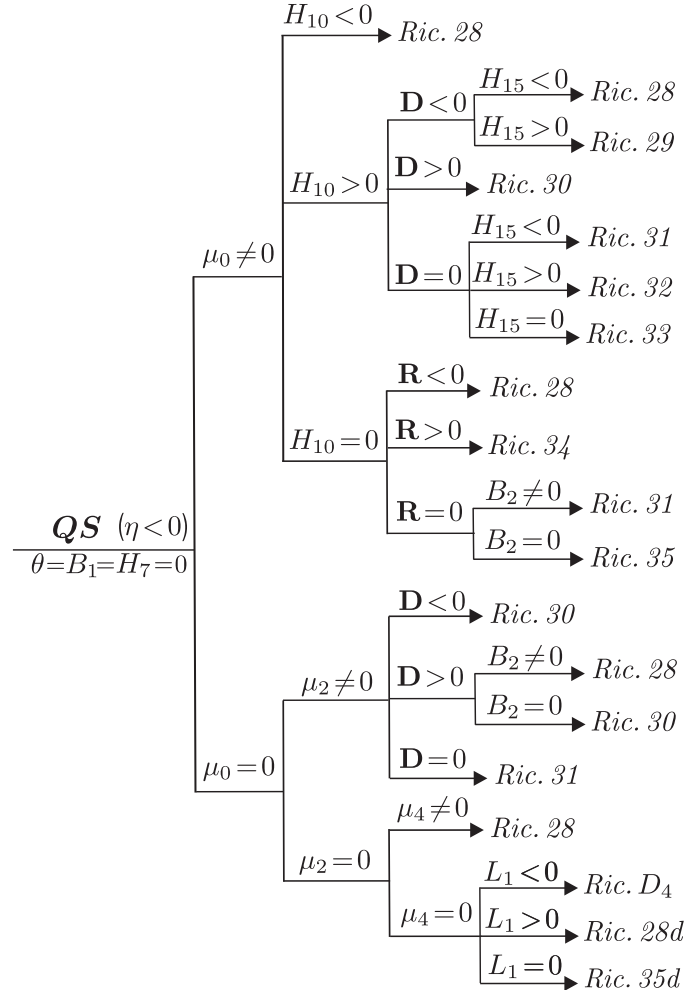 H₁₀<0 Ric. 28
D<0 H₁₅<0 Ric. 28
H₁₅>0 Ric. 29
H₁₀>0 D>0 Ric. 30
D=0 H₁₅<0 Ric. 31
H₁₅>0 Ric. 32
H₁₅=0 Ric. 33
μ₀≠0
R<0 Ric. 28
H₁₀=0 R>0 Ric. 34
R=0 B₂≠0 Ric. 31
B₂=0 Ric. 35
QS (η<0)
θ=B₁=H₇=0
D<0 Ric. 30
μ₂≠0 D>0 B₂≠0 Ric. 28
B₂=0 Ric. 30
D=0 Ric. 31
μ₀=0
μ₄≠0 Ric. 28
μ₂=0
μ₄=0 L₁<0 Ric. D₄
L₁>0 Ric. 28d
L₁=0 Ric. 35d